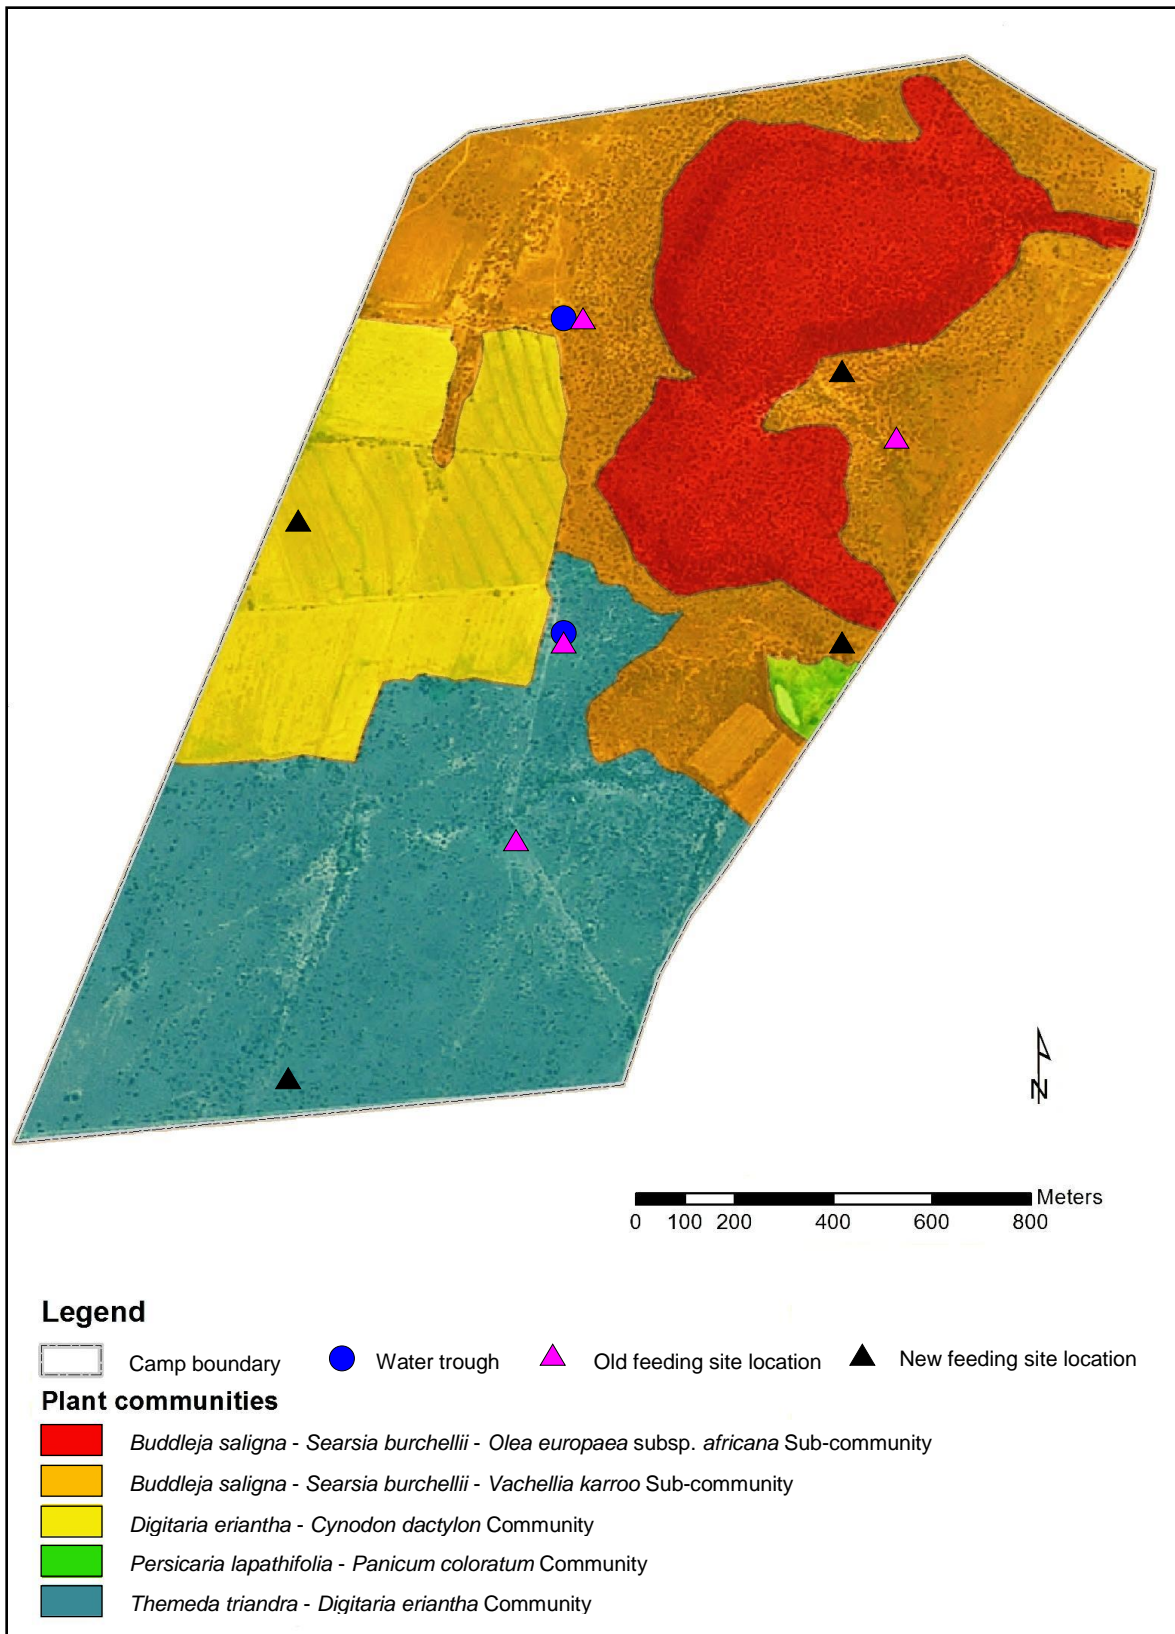 N
Meters
0 100 200 400 600 800
Legend
Camp boundary Water trough Old feeding site location New feeding site location
Plant communities
Buddleja saligna - Searsia burchellii - Olea europaea subsp. africana Sub-community
Buddleja saligna - Searsia burchellii - Vachellia karroo Sub-community
Digitaria eriantha - Cynodon dactylon Community
Persicaria lapathifolia - Panicum coloratum Community
Themeda triandra - Digitaria eriantha Community